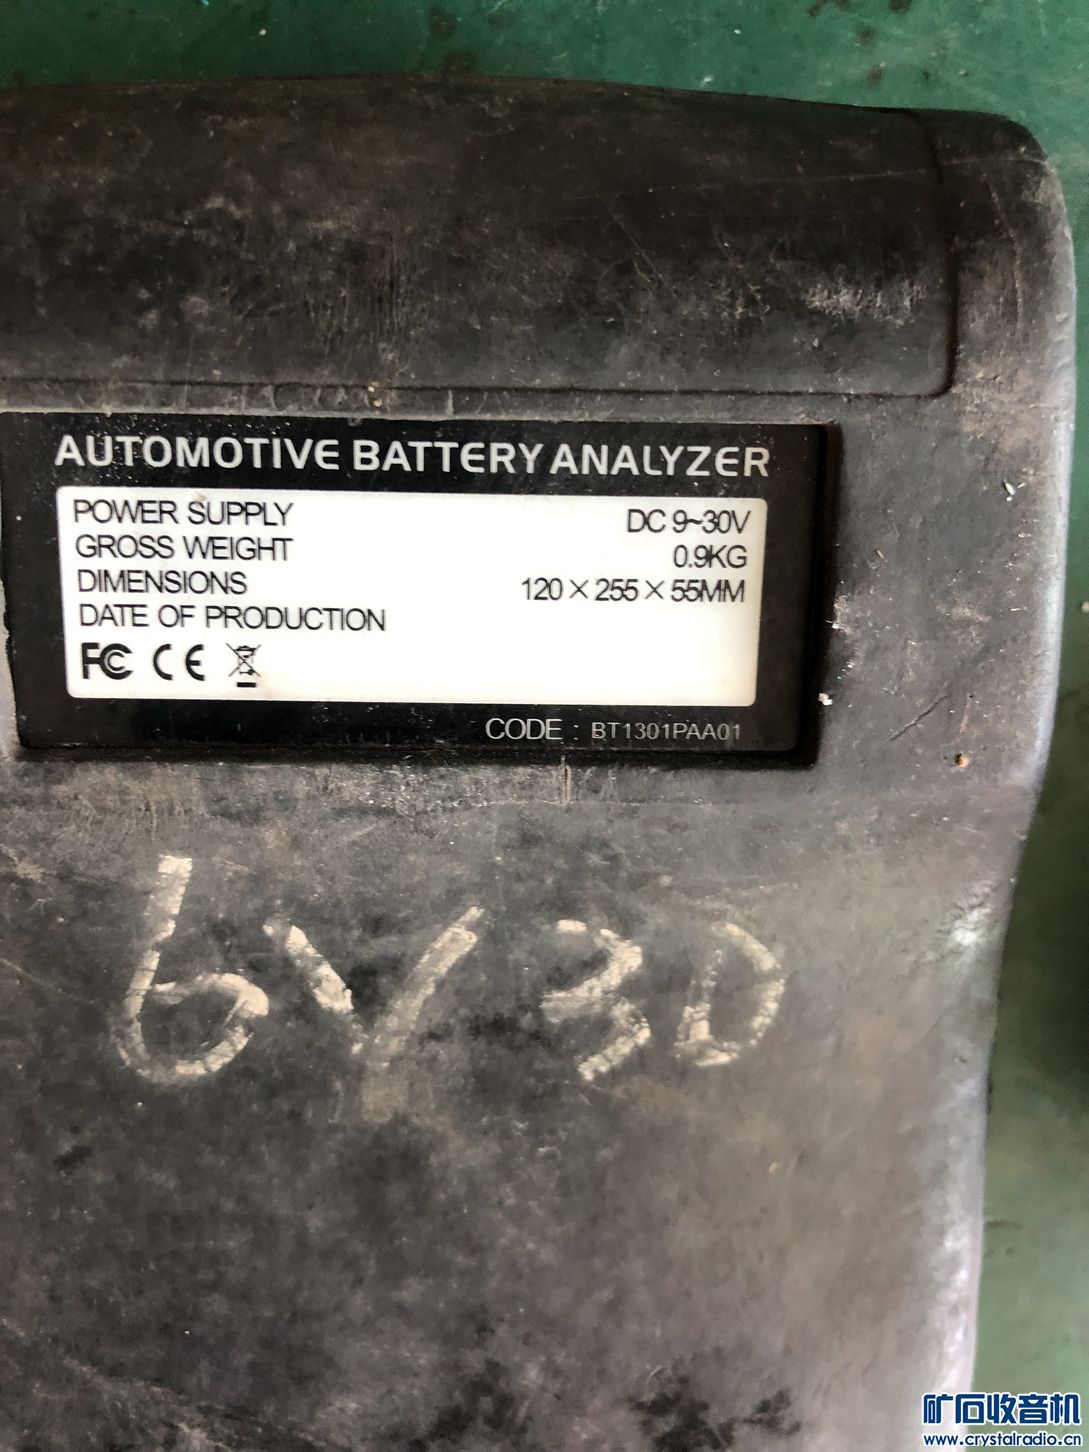 AUTOMOTIVE BATTERY ANALYZER
POWER SUPPLY DC 9~30V
GROSS WEIGHT 0.9KG
DIMENSIONS 120×255×55MM
DATE OF PRODUCTION
FC CE
CODE : BT1301PAA01
6V3D
矿石收音机
www.crystalradio.cn